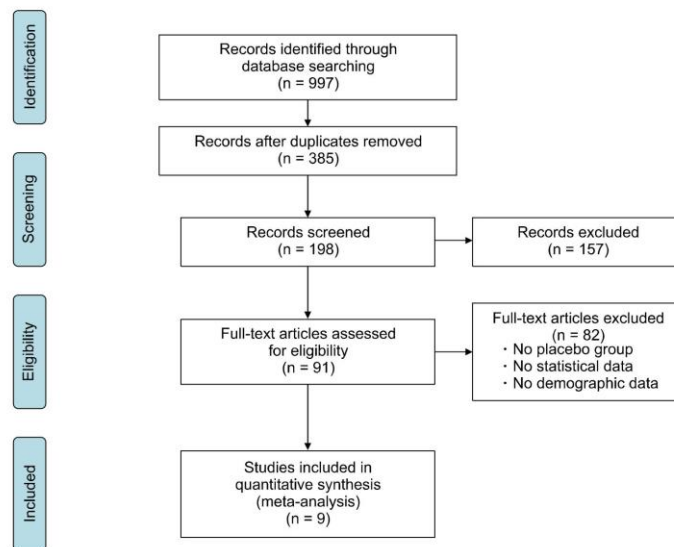 Identification
Records identified through
database searching
(n = 997)
Records after duplicates removed
(n = 385)
Screening
Records screened
(n = 198)
Records excluded
(n = 157)
Eligibility
Full-text articles assessed
for eligibility
(n = 91)
Full-text articles excluded
(n = 82)
・No placebo group
・No statistical data
・No demographic data
Included
Studies included in
quantitative synthesis
(meta-analysis)
(n = 9)